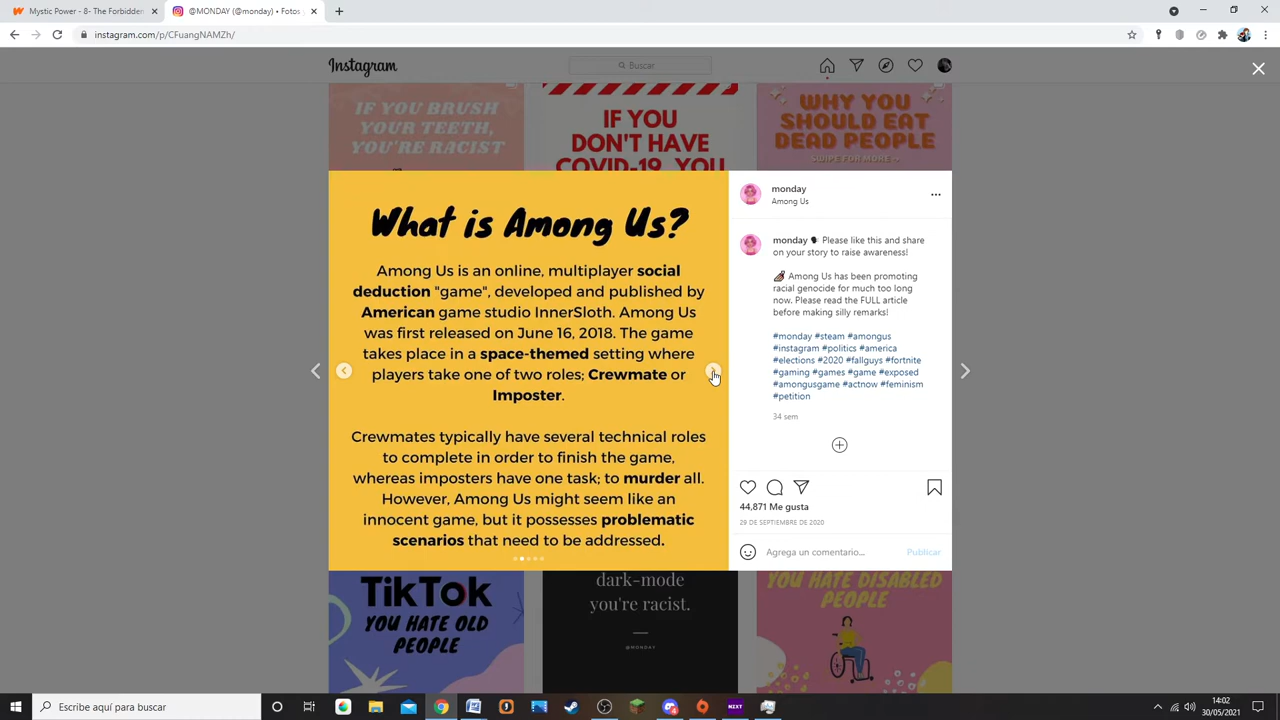 Mystic Power - 8- The Forbidden
@MONDAY (@monday) • Fotos
instagram.com/p/CFuangNAMZh/
Instagram
Buscar
IF YOU BRUSH
YOUR TEETH,
YOU'RE RACIST
IF YOU
DON'T HAVE
COVID-19, YOU
WHY YOU
SHOULD EAT
DEAD PEOPLE
SWIPE FOR MORE
What is Among Us?
Among Us is an online, multiplayer social
deduction "game", developed and published by
American game studio InnerSloth. Among Us
was first released on June 16, 2018. The game
takes place in a space-themed setting where
players take one of two roles; Crewmate or
Imposter.
Crewmates typically have several technical roles
to complete in order to finish the game,
whereas imposters have one task; to murder all.
However, Among Us might seem like an
innocent game, but it possesses problematic
scenarios that need to be addressed.
monday
Among Us
monday 🗣 Please like this and share
on your story to raise awareness!
Among Us has been promoting
racial genocide for much too long
now. Please read the FULL article
before making silly remarks!
#monday #steam #amongus
#instagram #politics #america
#elections #2020 #fallguys #fortnite
#gaming #games #game #exposed
#amongusgame #actnow #feminism
#petition
34 sem
44,871 Me gusta
29 DE SEPTIEMBRE DE 2020
Agrega un comentario...
Publicar
TikTok
YOU HATE OLD
PEOPLE
dark-mode
you're racist.
@MONDAY
YOU HATE DISABLED
PEOPLE
Escribe aquí para buscar
NEXT
14:02
30/05/2021